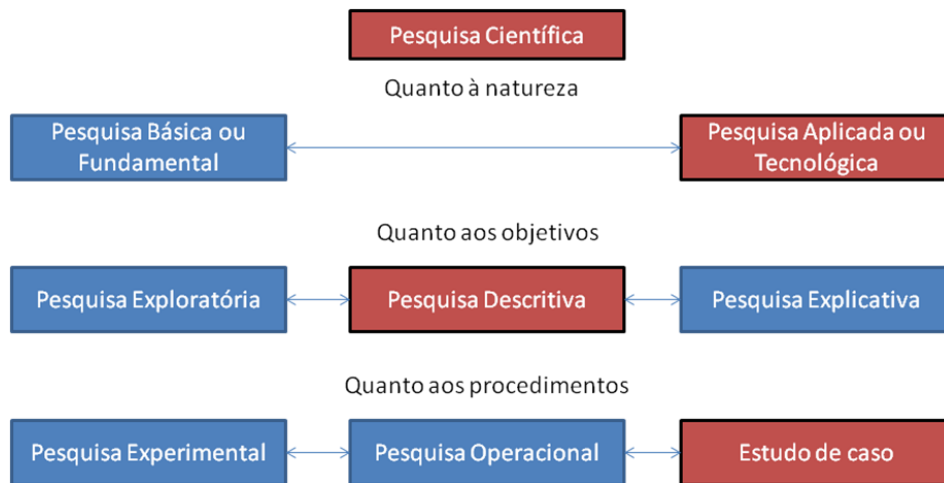 Pesquisa Científica
Quanto à natureza
Pesquisa Básica ou
Fundamental
Pesquisa Aplicada ou
Tecnológica
Quanto aos objetivos
Pesquisa Exploratória
Pesquisa Descritiva
Pesquisa Explicativa
Quanto aos procedimentos
Pesquisa Experimental
Pesquisa Operacional
Estudo de caso